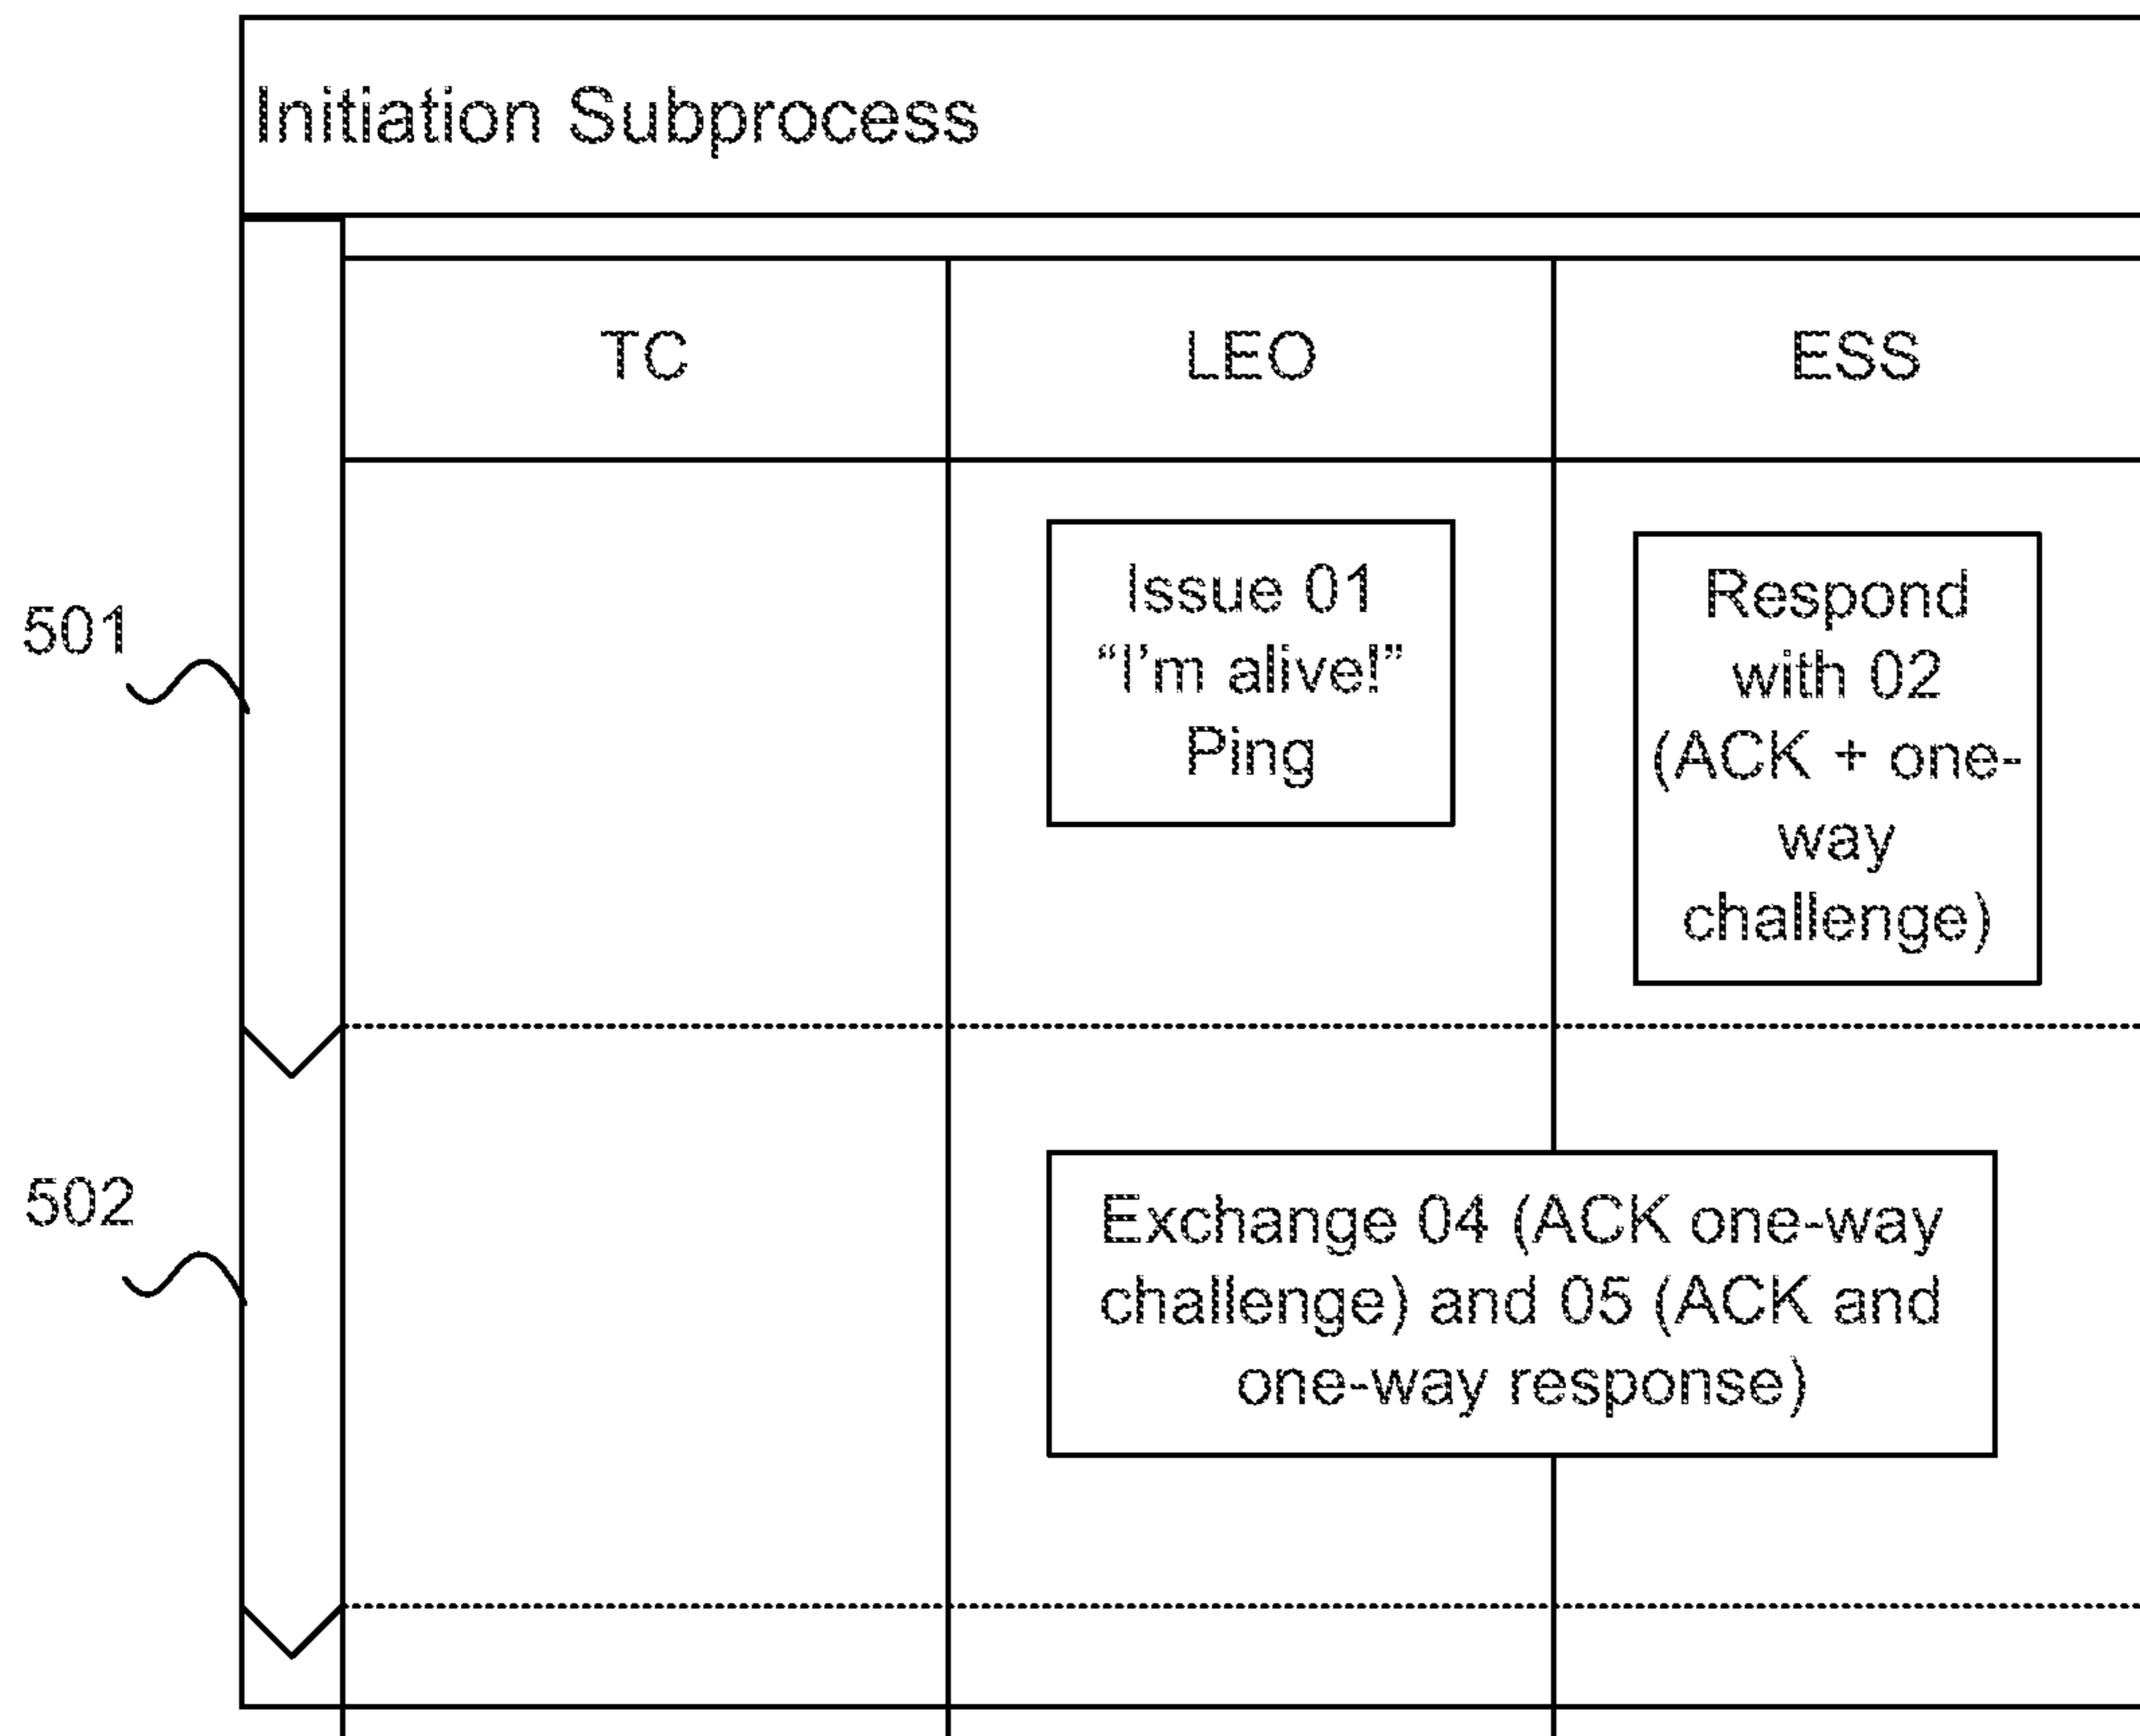 Initiation Subprocess
TC
LEO
ESS
501
Issue 01
“I’m alive!”
Ping
Respond
with 02
(ACK + one-
way
challenge)
502
Exchange 04 (ACK one-way
challenge) and 05 (ACK and
one-way response)